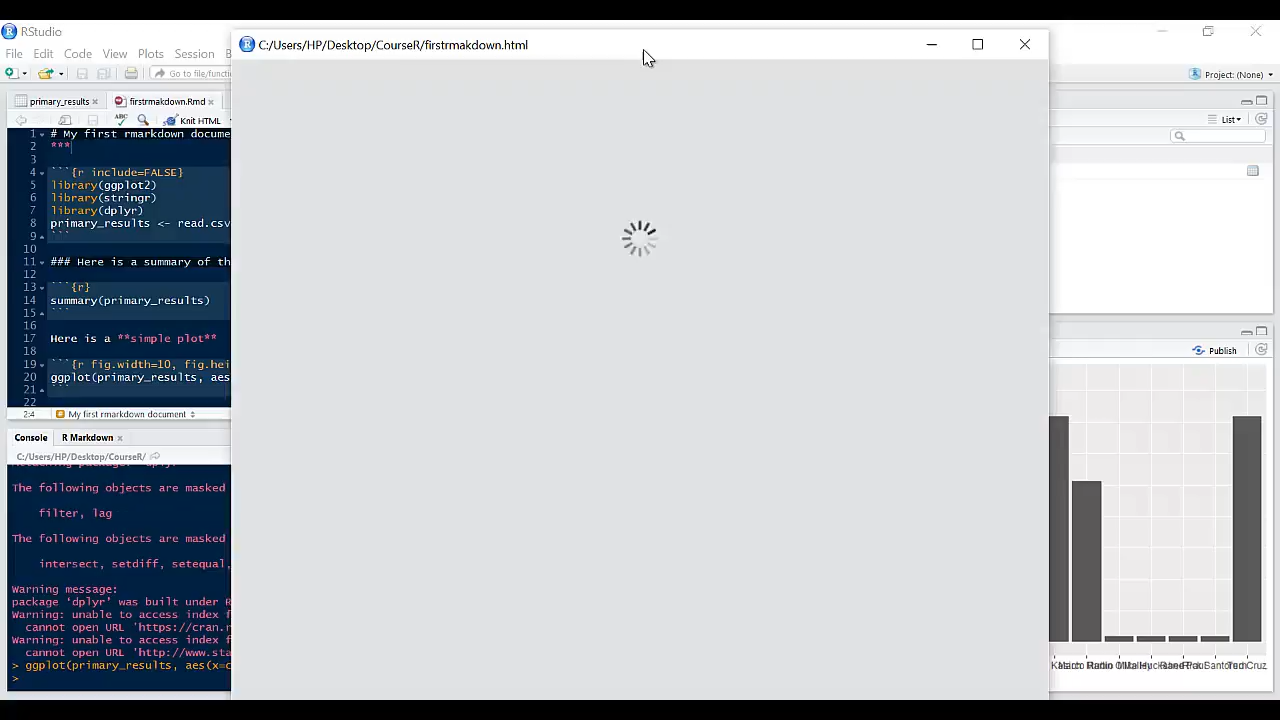 RStudio
C:/Users/HP/Desktop/CourseR/firstrmakdown.html
File Edit Code View Plots Session
Go to file/func
Project: (None)
primary_results
firstrmakdown.Rmd
Knit HTML
List
1 # My first rmarkdown docume
2 ***
3
4 ```{r include=FALSE}
5 library(ggplot2)
6 library(stringr)
7 library(dplyr)
8 primary_results <- read.csv
9 ```
10
11 ### Here is a summary of th
12
13 ```{r}
14 summary(primary_results)
15 ```
16
17 Here is a **simple plot**
18
19 ```{r fig.width=10, fig.hei
20 ggplot(primary_results, aes
21 ```
22
2:4 My first rmarkdown document
Publish
Console R Markdown
C:/Users/HP/Desktop/CourseR/
The following objects are masked
filter, lag
The following objects are masked
intersect, setdiff, setequal,
Warning message:
package 'dplyr' was built under R
Warning: unable to access index f
cannot open URL 'https://cran.r
Warning: unable to access index f
cannot open URL 'http://www.sta
> ggplot(primary_results, aes(x=c
>
Ted Cruz